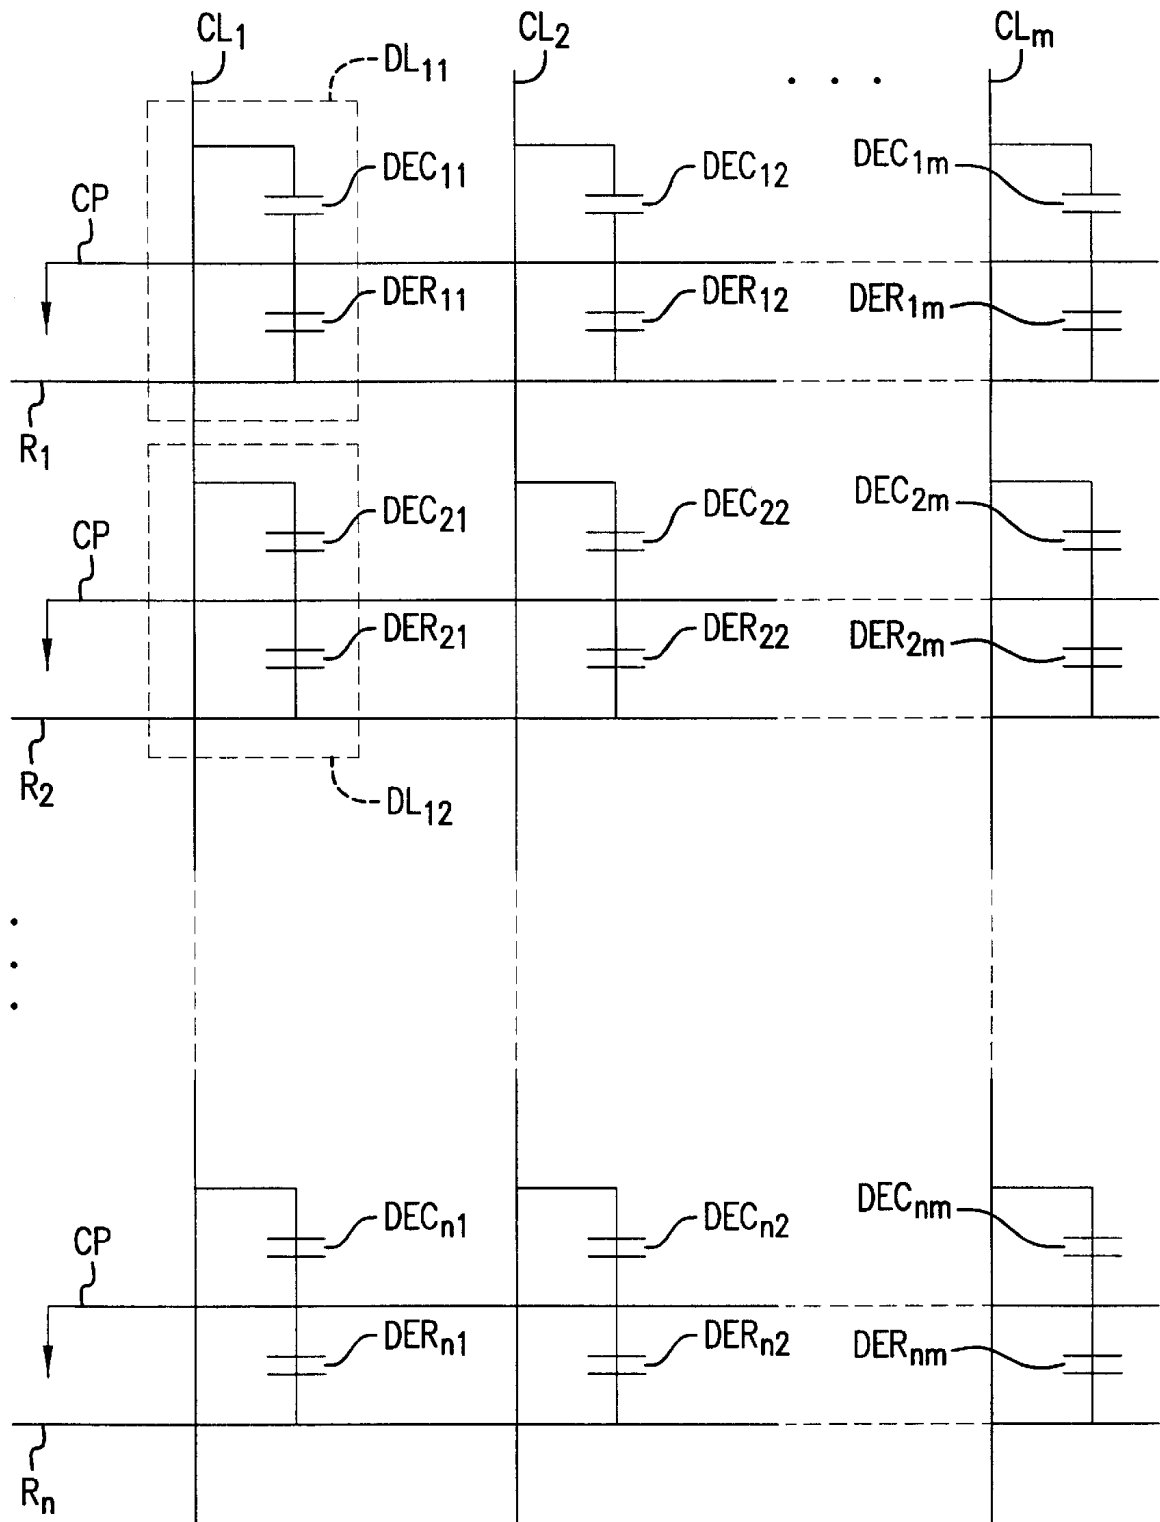 CL₁ CL₂ CLₘ
DL₁₁
. . .
DEC₁₁ DEC₁₂ DEC₁ₘ
CP
DER₁₁ DER₁₂ DER₁ₘ
R₁
DEC₂₁ DEC₂₂ DEC₂ₘ
CP
DER₂₁ DER₂₂ DER₂ₘ
R₂
DL₁₂
.
.
.
DECₙ₁ DECₙ₂ DECₙₘ
CP
DERₙ₁ DERₙ₂ DERₙₘ
Rₙ